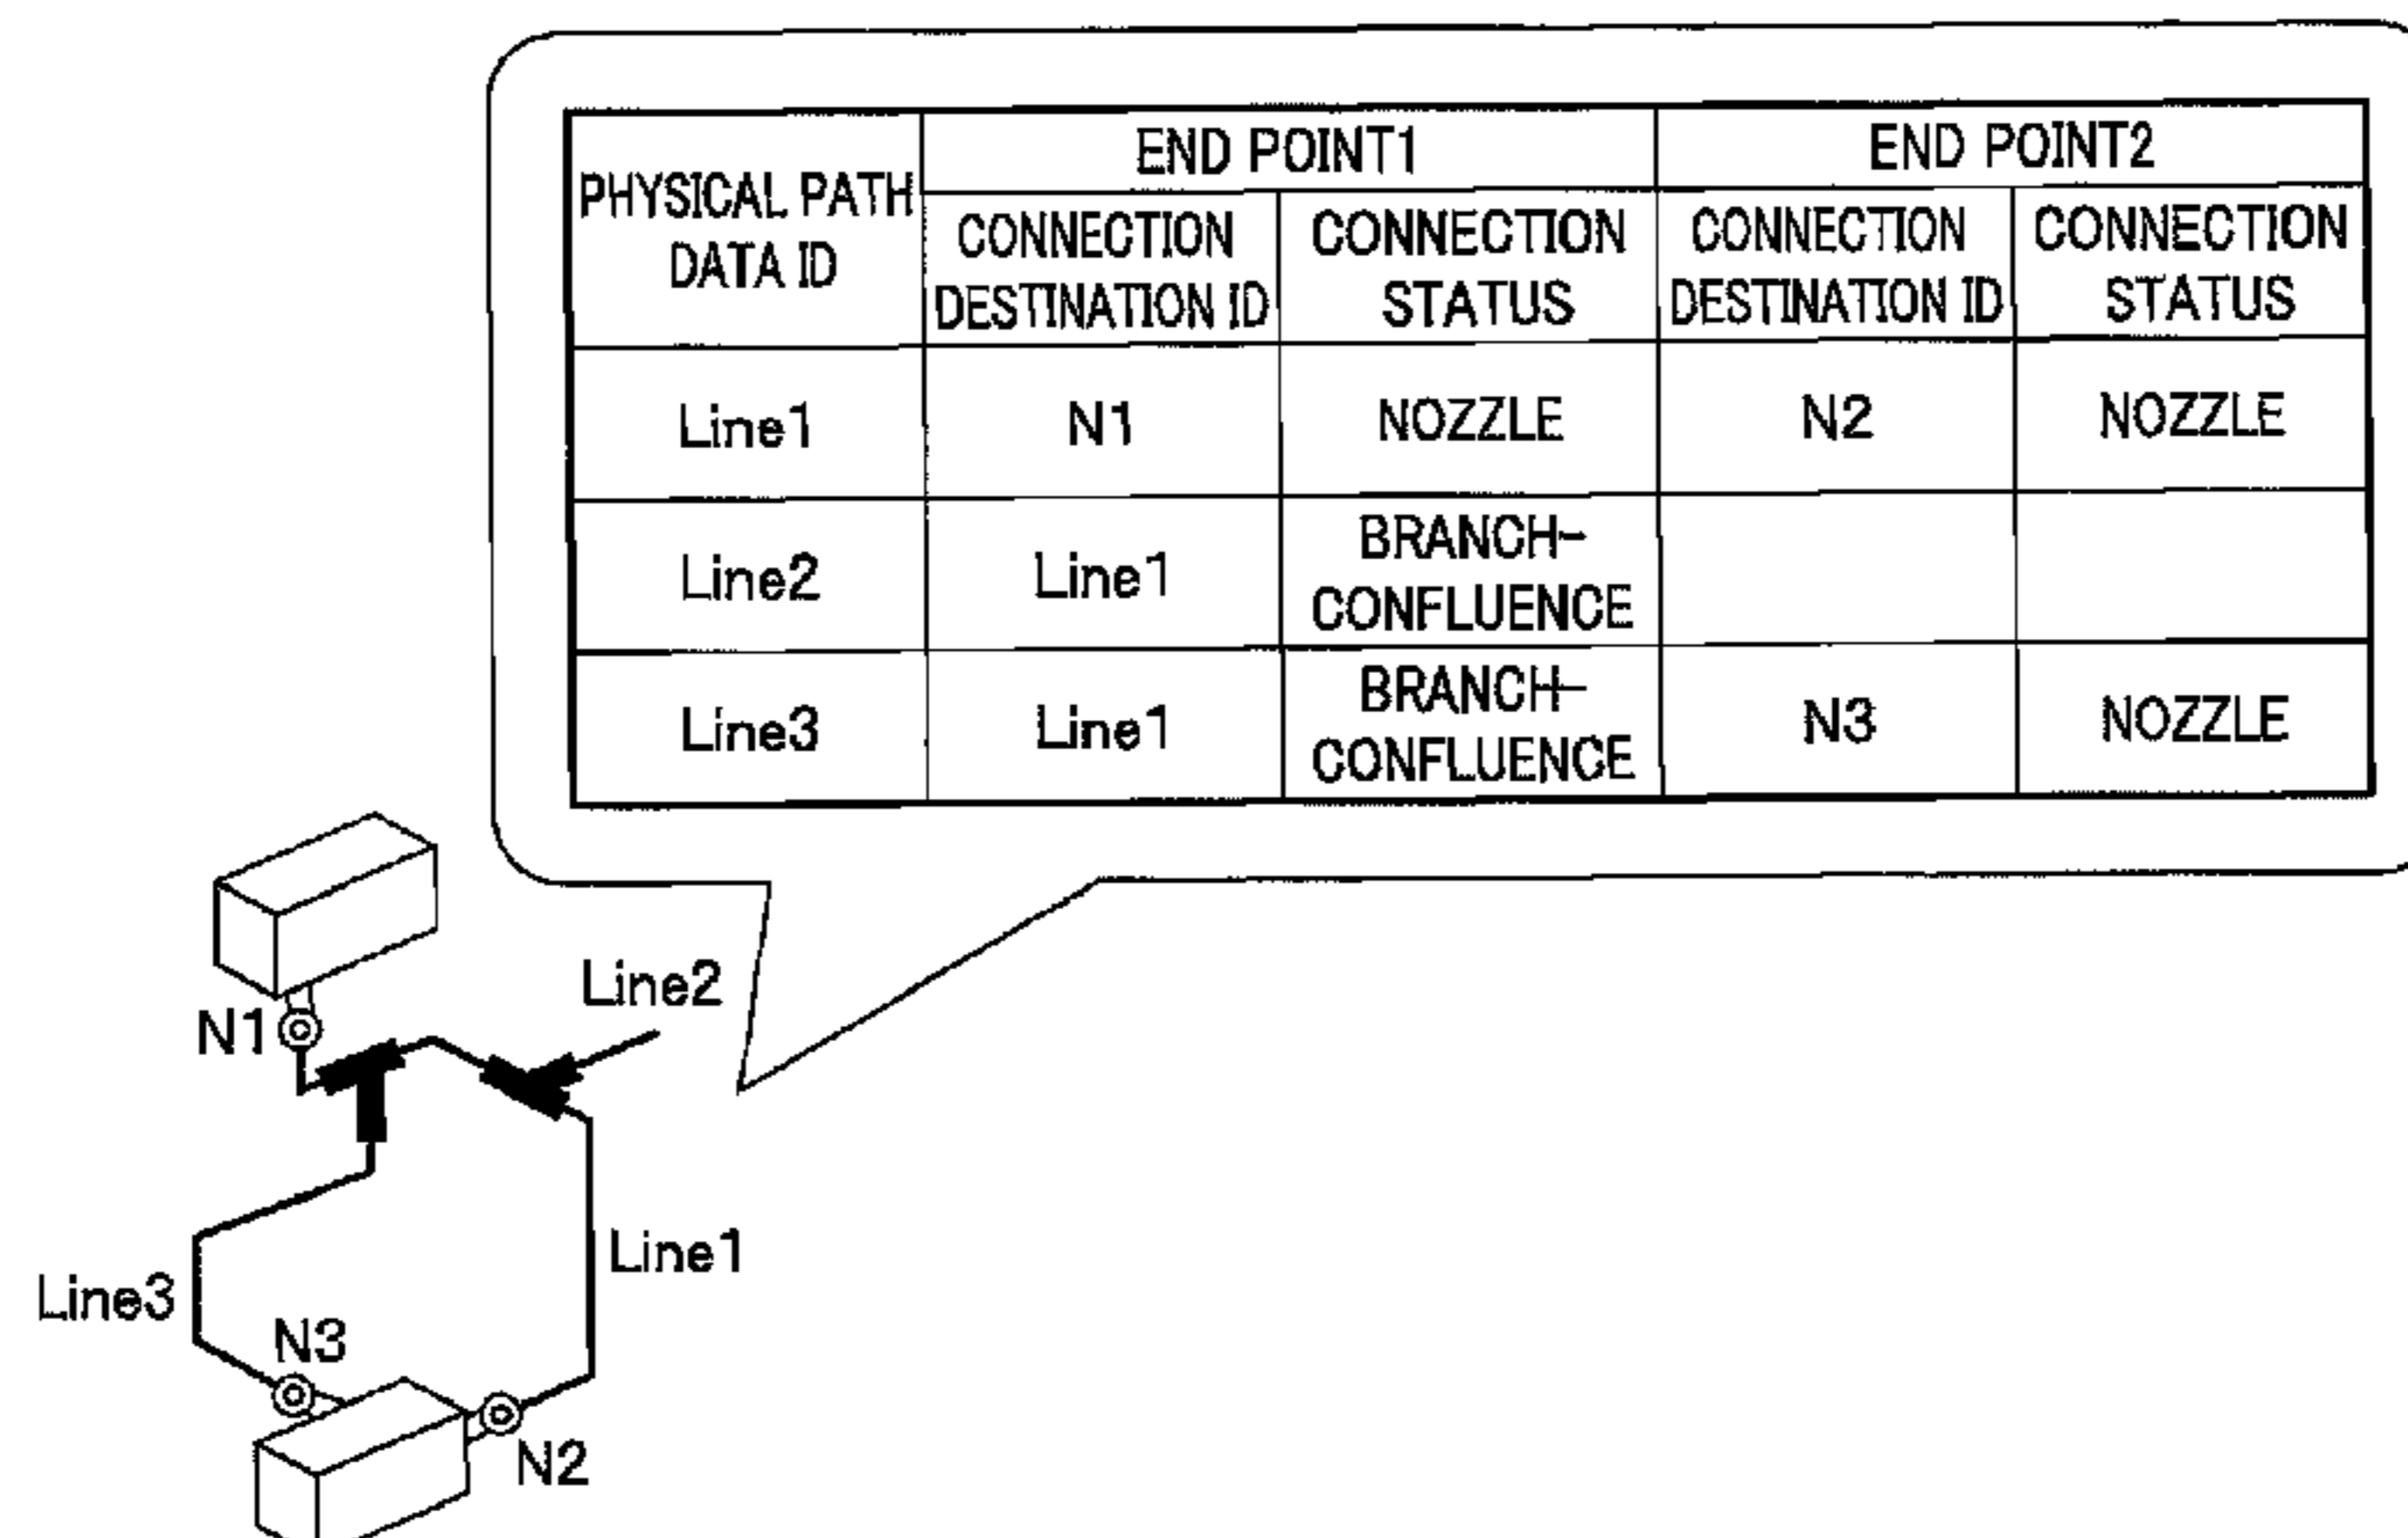 END POINT1 END POINT2
PHYSICAL PATH
DATA ID
CONNECTION CONNECTION CONNECTION CONNECTION
DESTINATION ID STATUS DESTINATION ID STATUS
Line1 N1 NOZZLE N2 NOZZLE
Line2 Line1 BRANCH-
CONFLUENCE
Line3 Line1 BRANCH-
CONFLUENCE N3 NOZZLE
Line2
N1
Line1
Line3
N3
N2